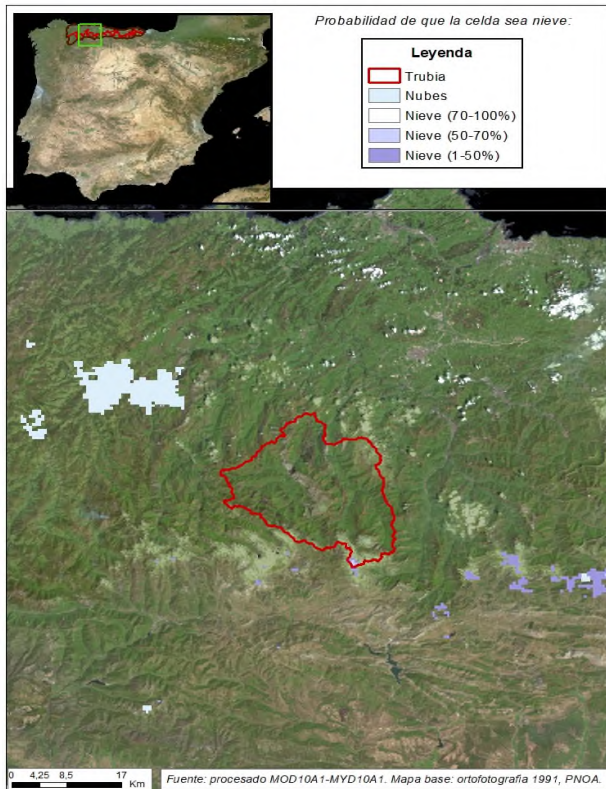 Probabilidad de que la celda sea nieve:
Leyenda
Trubia
Nubes
Nieve (70-100%)
Nieve (50-70%)
Nieve (1-50%)
0 4,25 8,5 17
Km
Fuente: procesado MOD10A1-MYD10A1. Mapa base: ortofotografia 1991, PNOA.